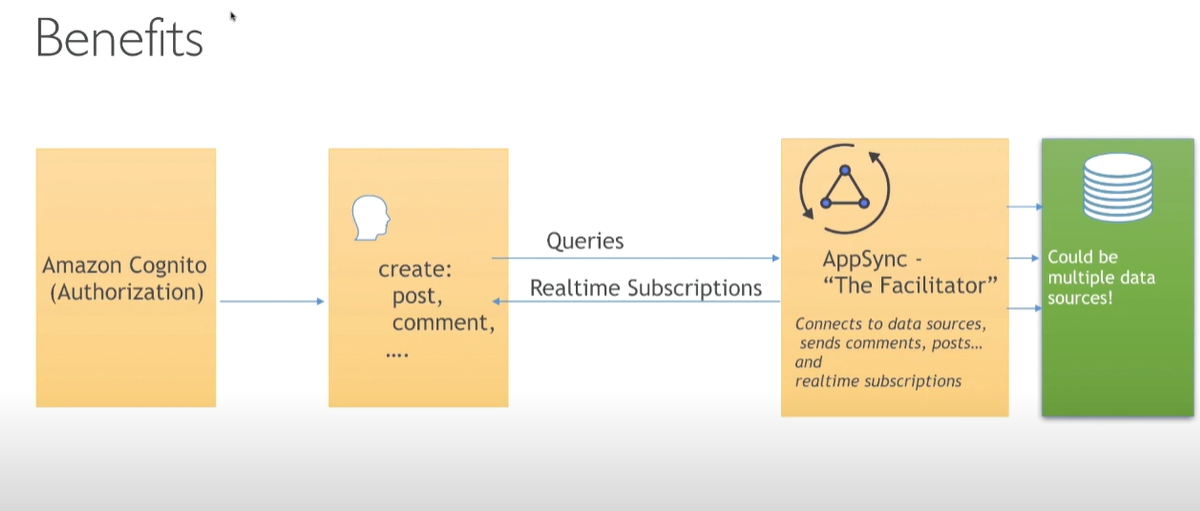 Benefits
Amazon Cognito
(Authorization)
create:
post,
comment,
....
Queries
Realtime Subscriptions
AppSync -
“The Facilitator”
Connects to data sources,
sends comments, posts...
and
realtime subscriptions
Could be
multiple data
sources!